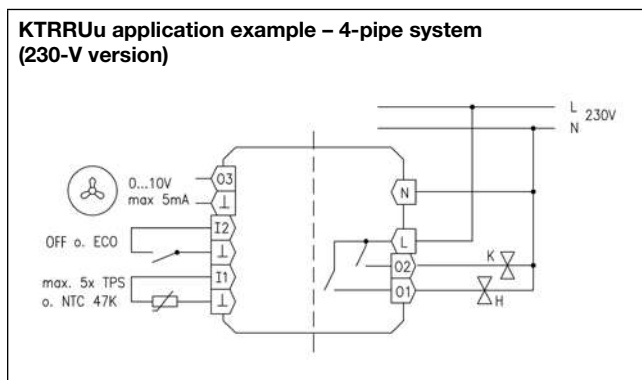 KTRRUu application example – 4-pipe system
(230-V version)
L
230V
N
0...10V
max 5mA
O3
⊥
I2
OFF o. ECO
⊥
max. 5x TPS
I1
o. NTC 47K
⊥
N
L
O2
K
O1
H